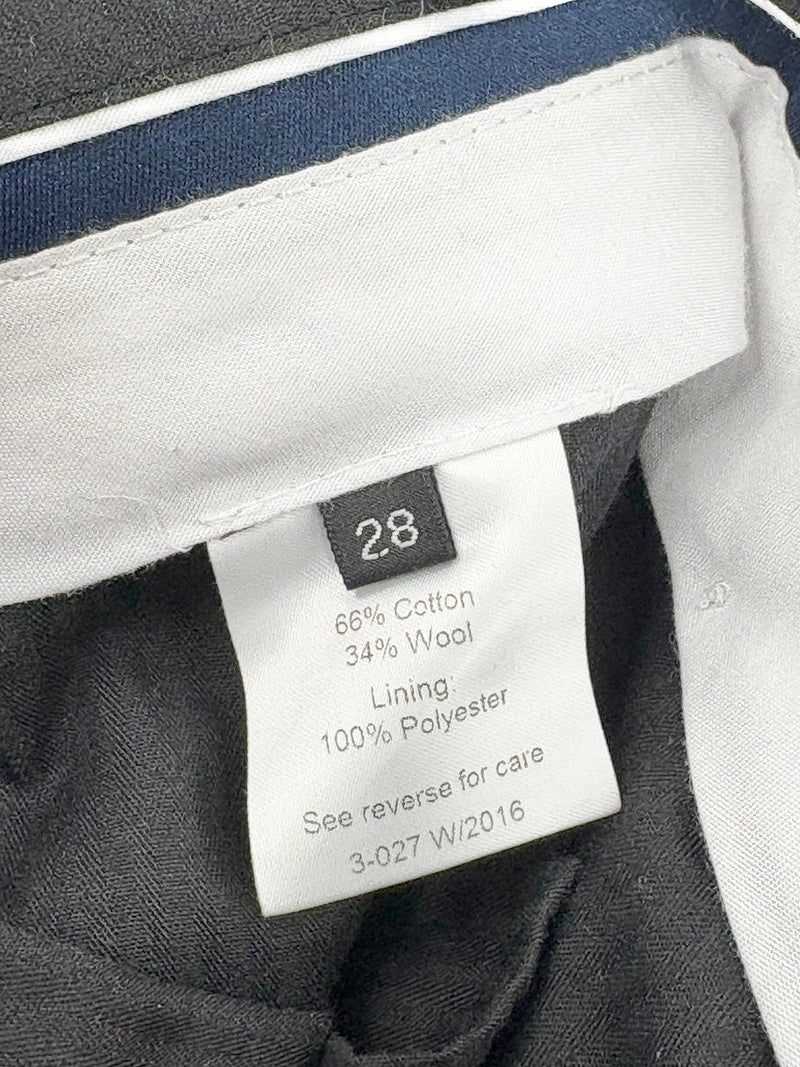 28
66% Cotton
34% Wool
Lining:
100% Polyester
See reverse for care
3-027 W/2016